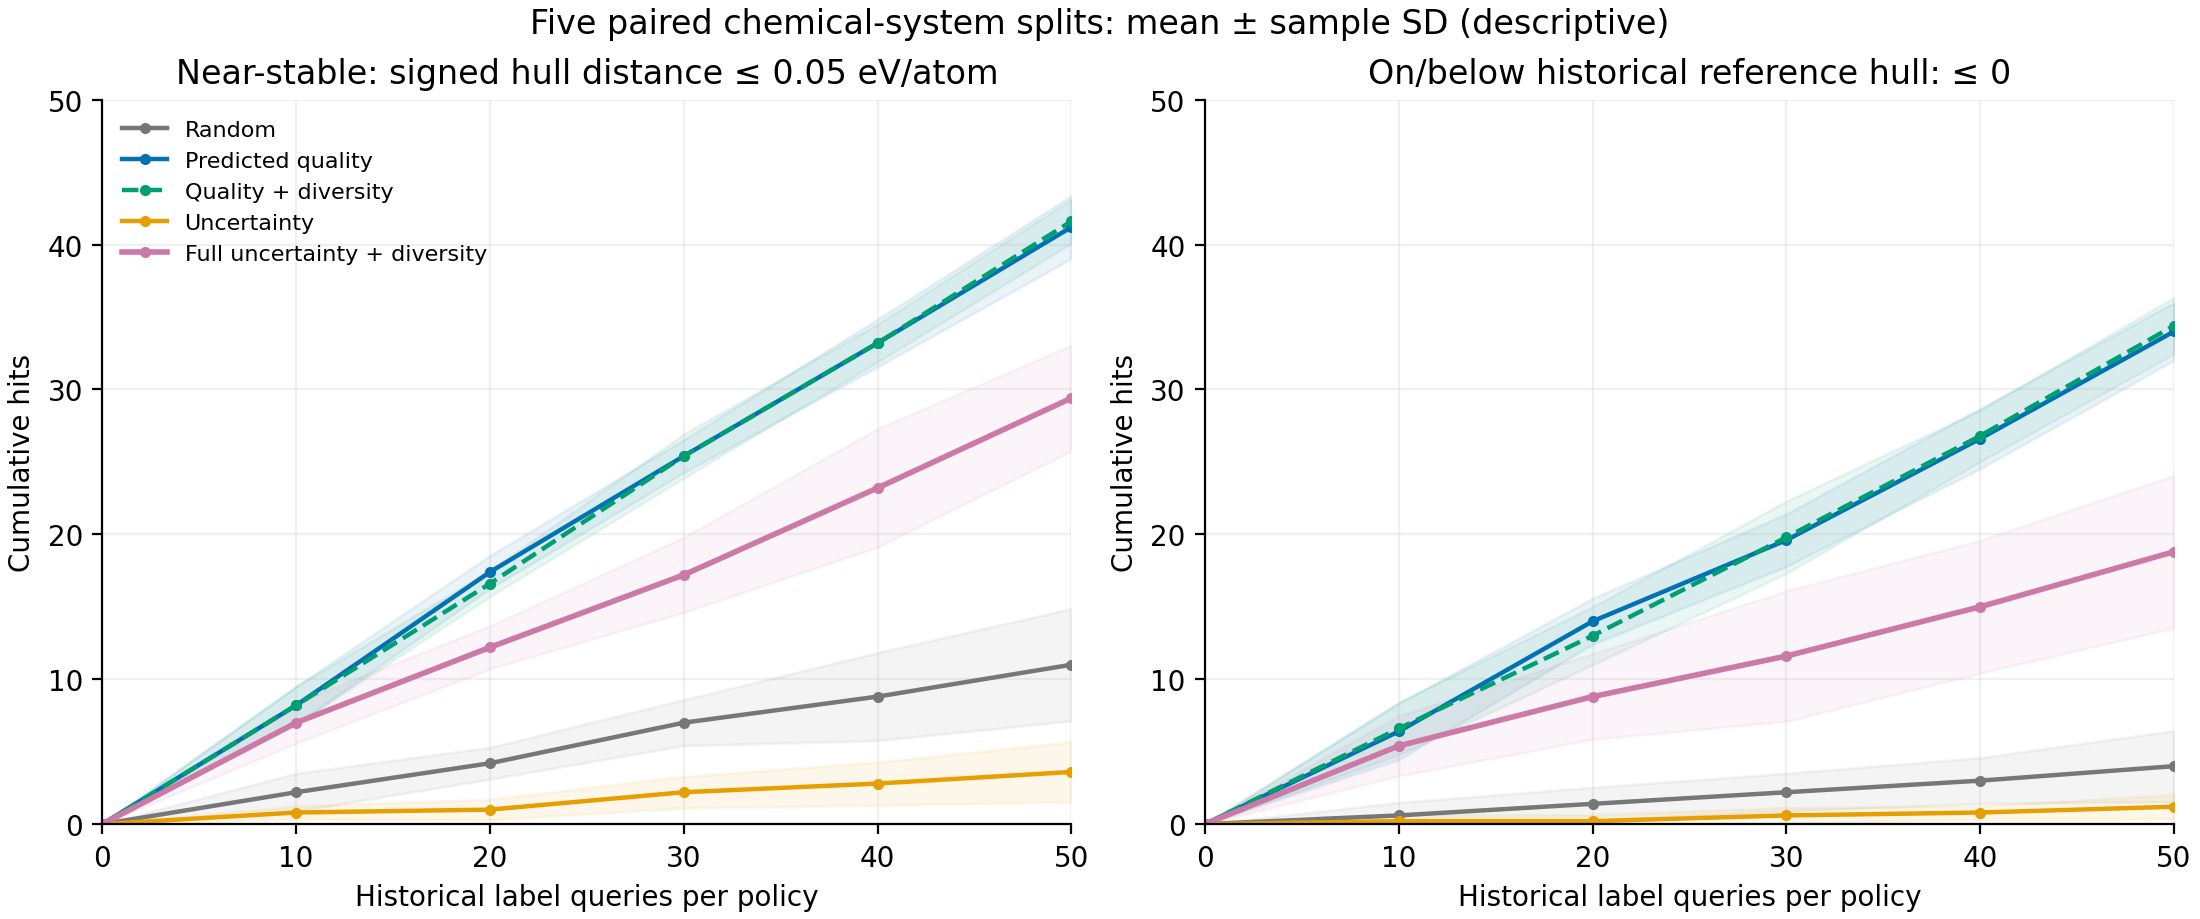 Five paired chemical-system splits: mean ± sample SD (descriptive)
Near-stable: signed hull distance ≤ 0.05 eV/atom
50
40
30
20
10
0
Cumulative hits
Random
Predicted quality
Quality + diversity
Uncertainty
Full uncertainty + diversity
0 10 20 30 40 50
Historical label queries per policy
On/below historical reference hull: ≤ 0
50
40
30
20
10
0
Cumulative hits
0 10 20 30 40 50
Historical label queries per policy